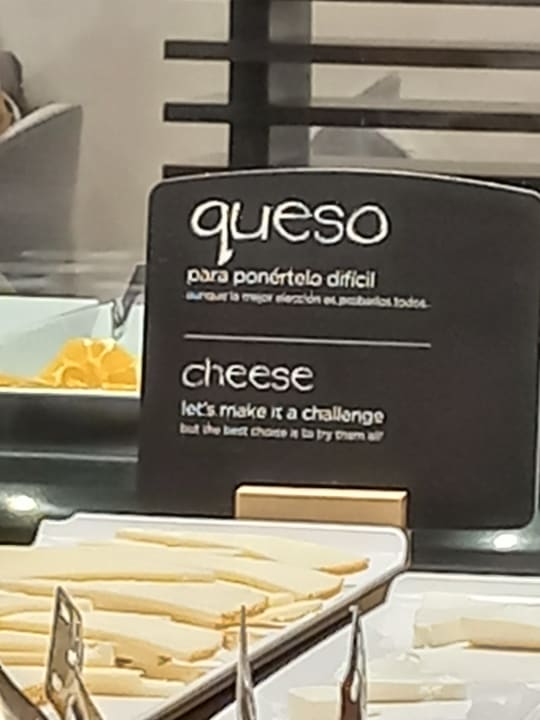 queso
para ponértelo difícil
aunque la mejor elección es probarlos todos.
cheese
let's make it a challenge
but the best choise is to try them all!